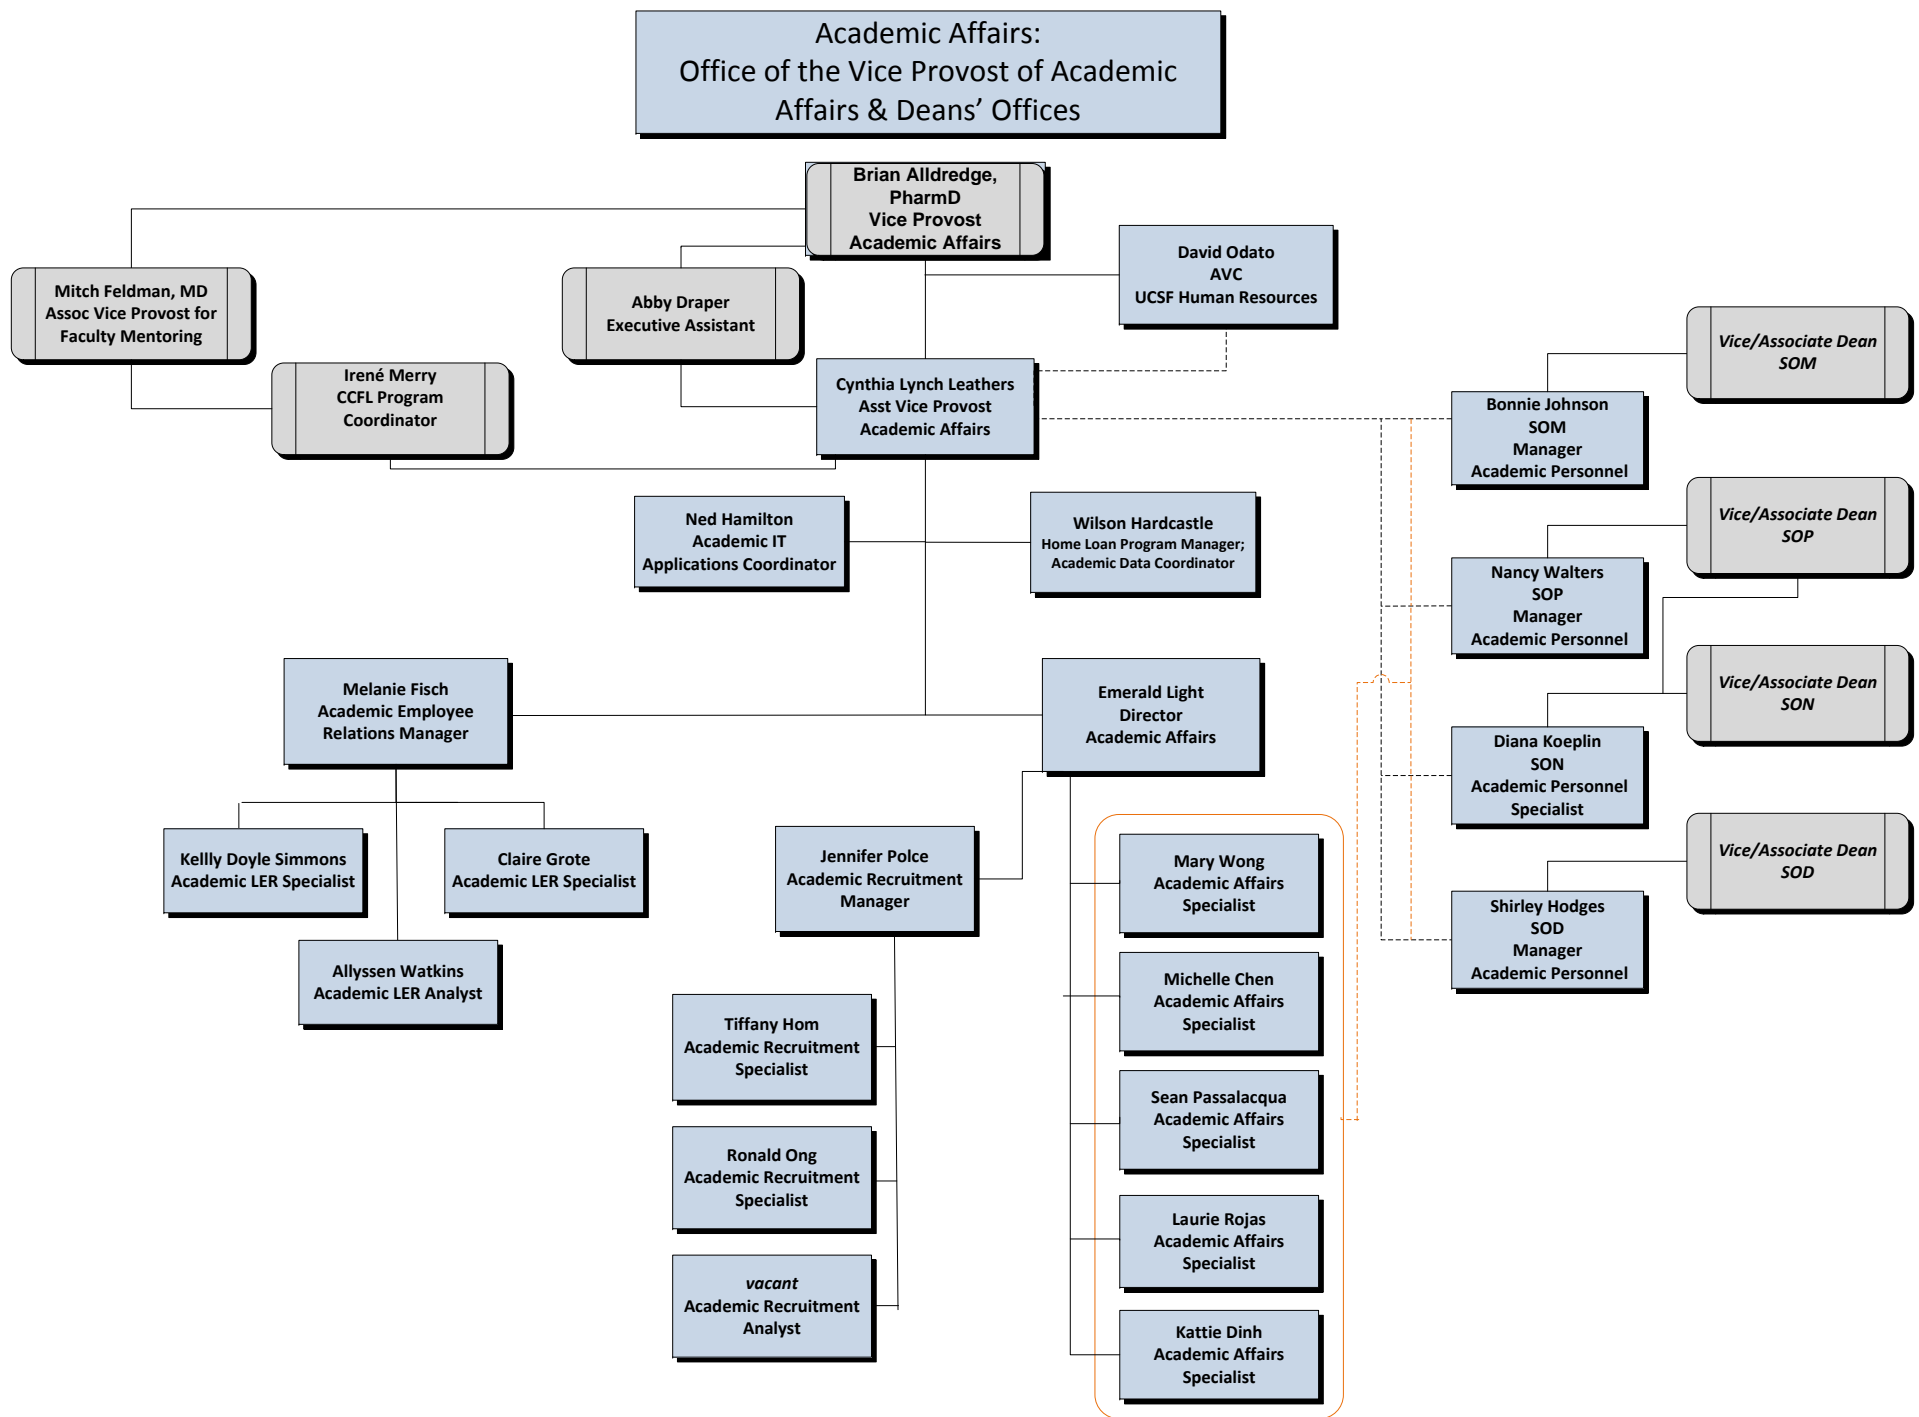 Academic Affairs:
Office of the Vice Provost of Academic
Affairs & Deans’ Offices
Brian Alldredge,
PharmD
Vice Provost
Academic Affairs
David Odato
AVC
UCSF Human Resources
Mitch Feldman, MD
Assoc Vice Provost for
Faculty Mentoring
Abby Draper
Executive Assistant
Irené Merry
CCFL Program
Coordinator
Cynthia Lynch Leathers
Asst Vice Provost
Academic Affairs
Vice/Associate Dean
SOM
Bonnie Johnson
SOM
Manager
Academic Personnel
Ned Hamilton
Academic IT
Applications Coordinator
Wilson Hardcastle
Home Loan Program Manager;
Academic Data Coordinator
Vice/Associate Dean
SOP
Nancy Walters
SOP
Manager
Academic Personnel
Melanie Fisch
Academic Employee
Relations Manager
Emerald Light
Director
Academic Affairs
Vice/Associate Dean
SON
Diana Koeplin
SON
Academic Personnel
Specialist
Kellly Doyle Simmons
Academic LER Specialist
Claire Grote
Academic LER Specialist
Allyssen Watkins
Academic LER Analyst
Jennifer Polce
Academic Recruitment
Manager
Mary Wong
Academic Affairs
Specialist
Vice/Associate Dean
SOD
Shirley Hodges
SOD
Manager
Academic Personnel
Michelle Chen
Academic Affairs
Specialist
Tiffany Hom
Academic Recruitment
Specialist
Sean Passalacqua
Academic Affairs
Specialist
Ronald Ong
Academic Recruitment
Specialist
Laurie Rojas
Academic Affairs
Specialist
vacant
Academic Recruitment
Analyst
Kattie Dinh
Academic Affairs
Specialist